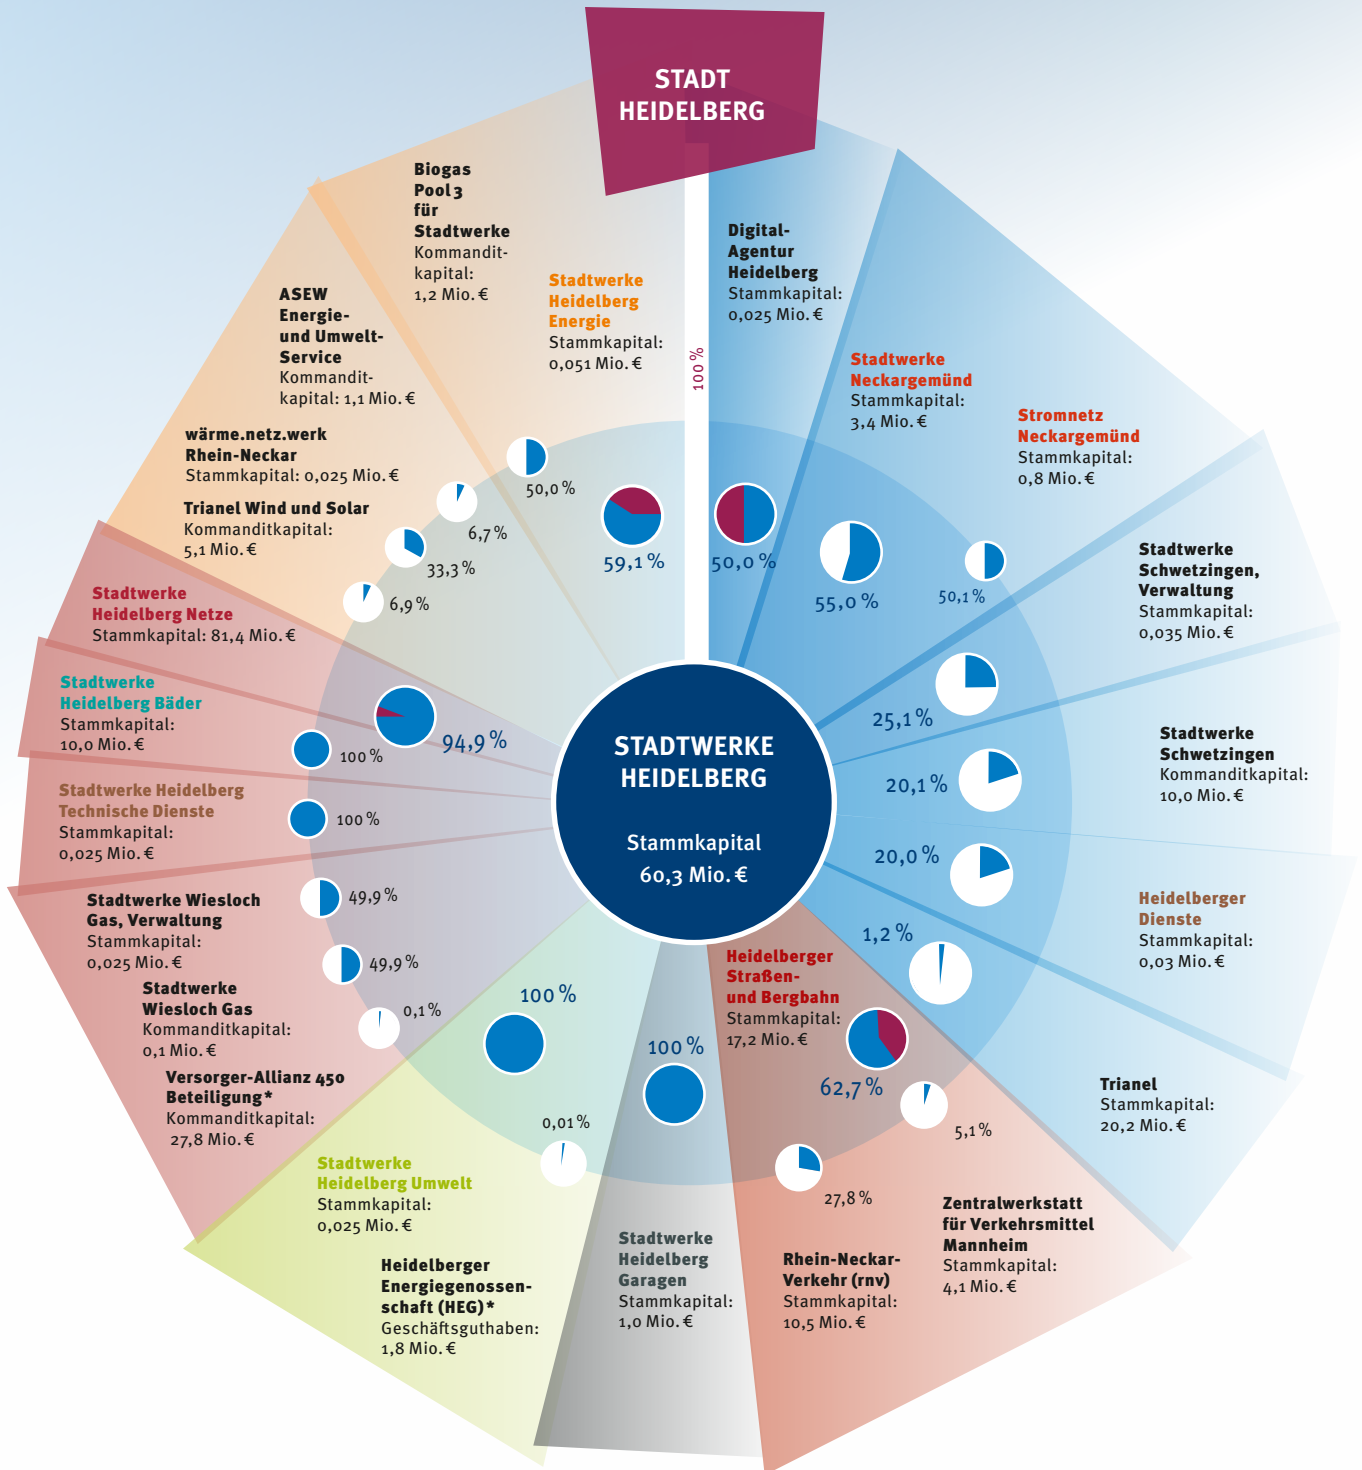 STADT
HEIDELBERG
100 %
Digital-
Agentur
Heidelberg
Stammkapital:
0,025 Mio. €
50,0 %
Stadtwerke
Neckargemünd
Stammkapital:
3,4 Mio. €
55,0 %
Stromnetz
Neckargemünd
Stammkapital:
0,8 Mio. €
50,1 %
Stadtwerke
Schwetzingen,
Verwaltung
Stammkapital:
0,035 Mio. €
25,1 %
Stadtwerke
Schwetzingen
Kommanditkapital:
10,0 Mio. €
20,1 %
Heidelberger
Dienste
Stammkapital:
0,03 Mio. €
20,0 %
Trianel
Stammkapital:
20,2 Mio. €
1,2 %
Heidelberger
Straßen-
und Bergbahn
Stammkapital:
17,2 Mio. €
62,7 %
5,1 %
Zentralwerkstatt
für Verkehrsmittel
Mannheim
Stammkapital:
4,1 Mio. €
27,8 %
Rhein-Neckar-
Verkehr (rnv)
Stammkapital:
10,5 Mio. €
100 %
Stadtwerke
Heidelberg
Garagen
Stammkapital:
1,0 Mio. €
100 %
Stadtwerke
Heidelberg Umwelt
Stammkapital:
0,025 Mio. €
0,01 %
Heidelberger
Energiegenossen-
schaft (HEG)*
Geschäftsguthaben:
1,8 Mio. €
0,1 %
Versorger-Allianz 450
Beteiligung*
Kommanditkapital:
27,8 Mio. €
49,9 %
Stadtwerke
Wiesloch Gas
Kommanditkapital:
0,1 Mio. €
49,9 %
Stadtwerke Wiesloch
Gas, Verwaltung
Stammkapital:
0,025 Mio. €
100 %
Stadtwerke Heidelberg
Technische Dienste
Stammkapital:
0,025 Mio. €
100 %
Stadtwerke
Heidelberg Bäder
Stammkapital:
10,0 Mio. €
94,9 %
Stadtwerke
Heidelberg Netze
Stammkapital: 81,4 Mio. €
6,9 %
Trianel Wind und Solar
Kommanditkapital:
5,1 Mio. €
33,3 %
wärme.netz.werk
Rhein-Neckar
Stammkapital: 0,025 Mio. €
6,7 %
ASEW
Energie-
und Umwelt-
Service
Kommandit-
kapital: 1,1 Mio. €
50,0 %
Biogas
Pool 3
für
Stadtwerke
Kommandit-
kapital:
1,2 Mio. €
59,1 %
Stadtwerke
Heidelberg
Energie
Stammkapital:
0,051 Mio. €
STADTWERKE
HEIDELBERG
Stammkapital
60,3 Mio. €